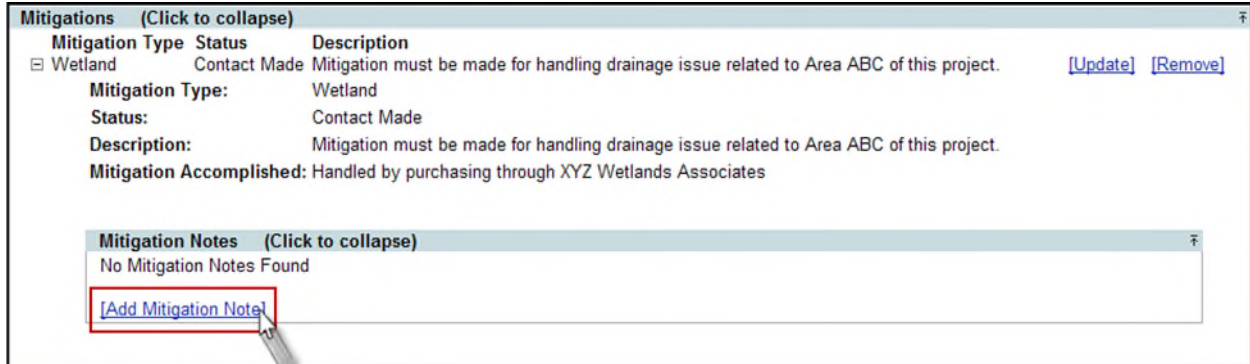 Mitigations (Click to collapse)
Mitigation Type Status Description
Wetland Contact Made Mitigation must be made for handling drainage issue related to Area ABC of this project. [Update] [Remove]
Mitigation Type: Wetland
Status: Contact Made
Description: Mitigation must be made for handling drainage issue related to Area ABC of this project.
Mitigation Accomplished: Handled by purchasing through XYZ Wetlands Associates
Mitigation Notes (Click to collapse)
No Mitigation Notes Found
[Add Mitigation Note]